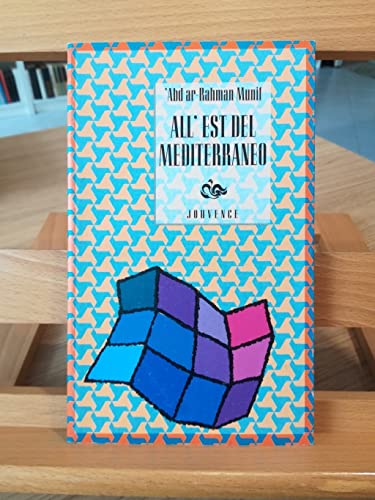 'Abd ar-Rahman Munif
ALL' EST DEL
MEDITERRANEO
JOUVENCE